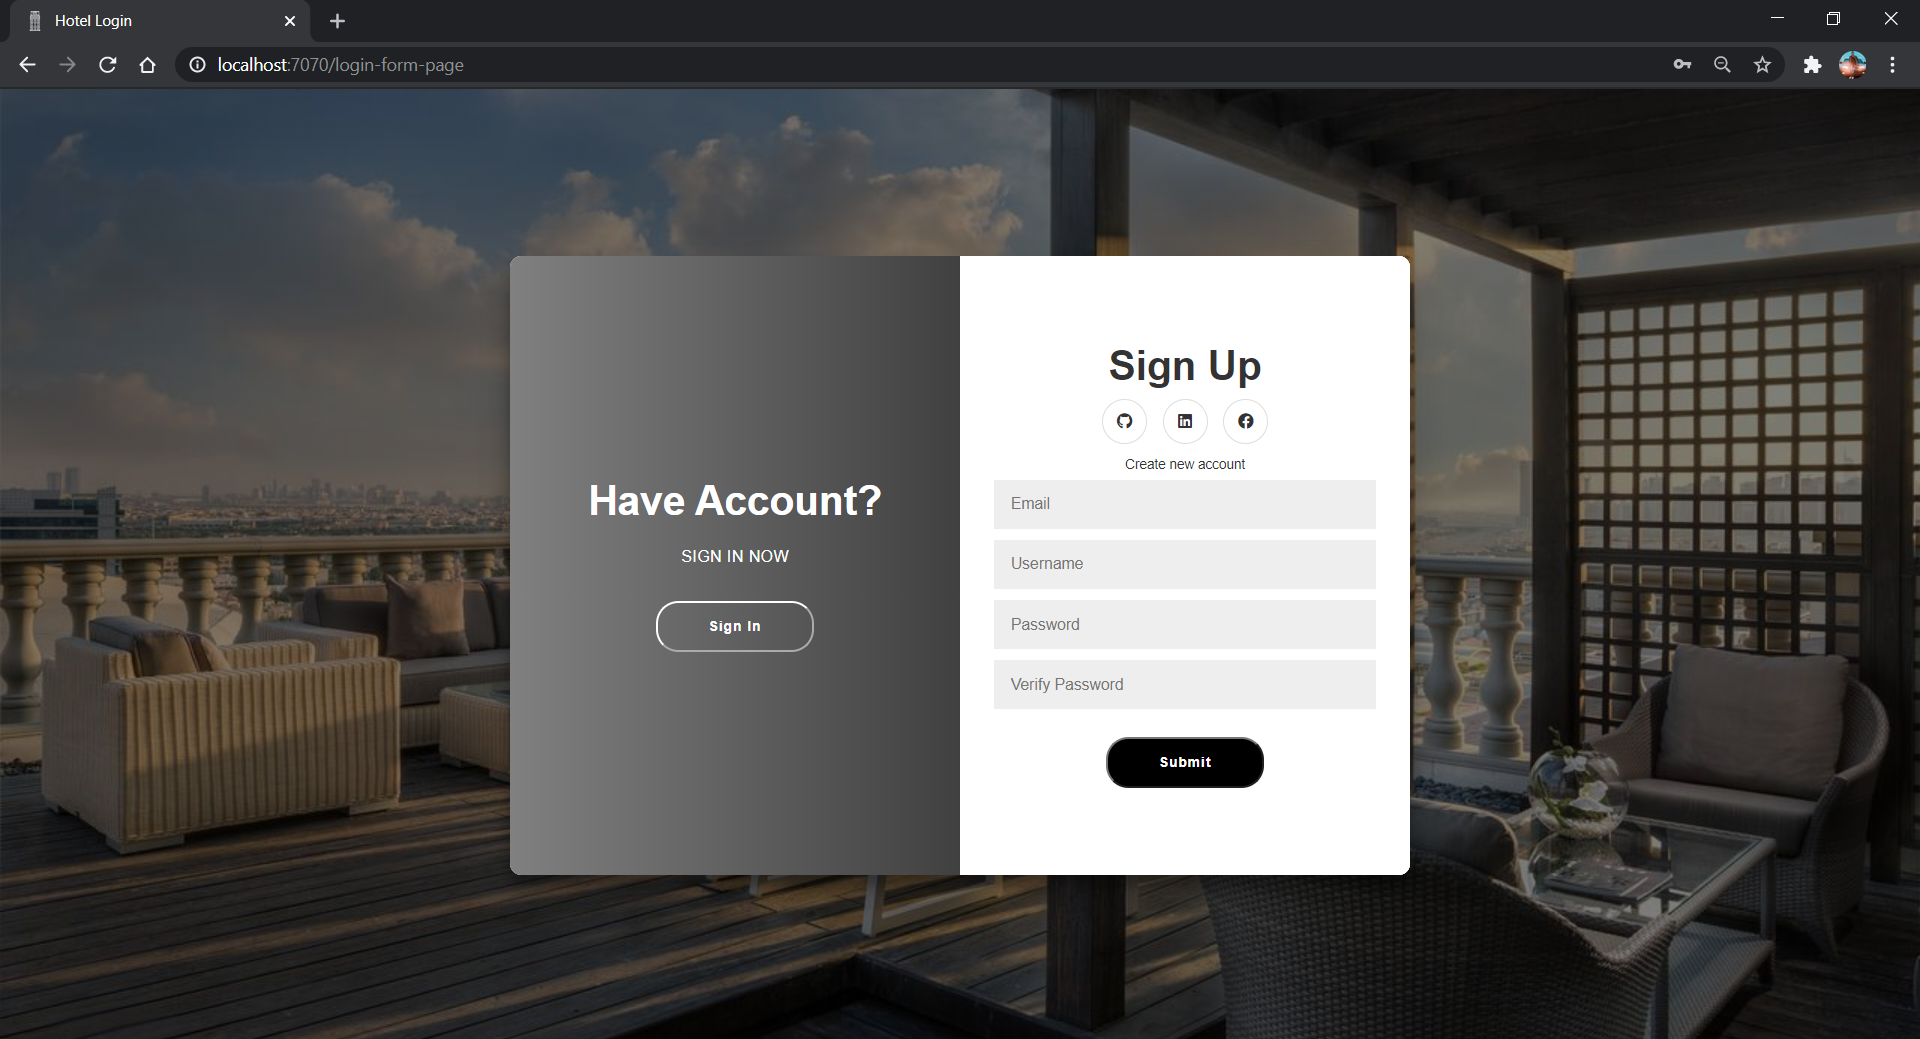 Hotel Login
localhost:7070/login-form-page
Have Account?
SIGN IN NOW
Sign In
Sign Up
Create new account
Email
Username
Password
Verify Password
Submit